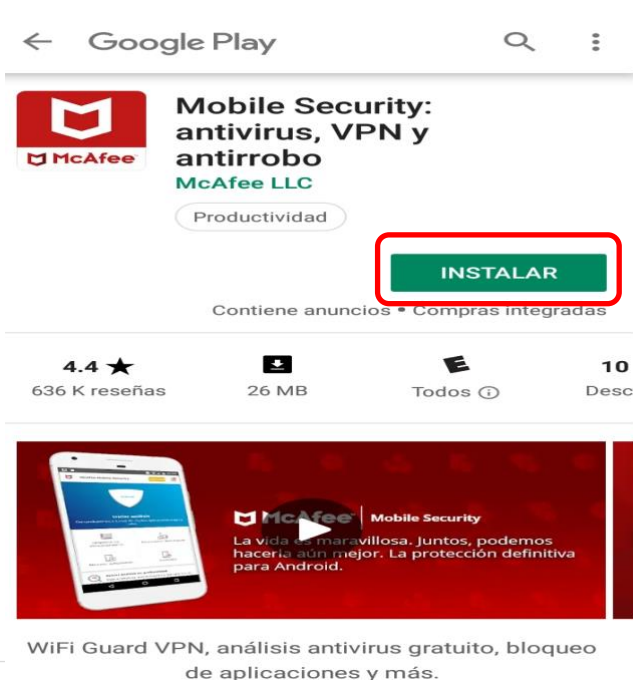 Google Play
Mobile Security:
antivirus, VPN y
antirrobo
McAfee
McAfee LLC
Productividad
INSTALAR
Contiene anuncios • Compras integradas
4.4 ★
636 K reseñas
26 MB
E
Todos
10
Desc
McAfee | Mobile Security
La vida es maravillosa. Juntos, podemos
hacerla aún mejor. La protección definitiva
para Android.
WiFi Guard VPN, análisis antivirus gratuito, bloqueo
de aplicaciones y más.